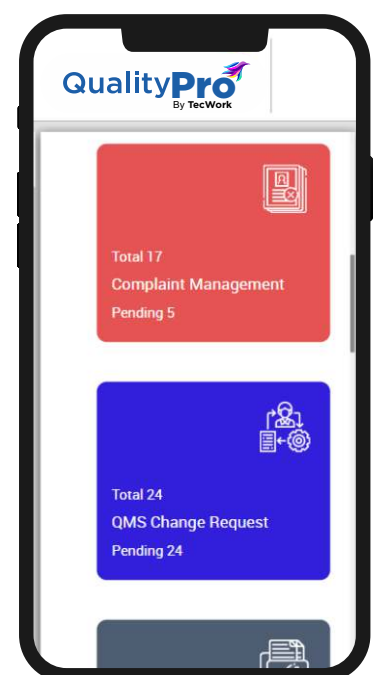 QualityPro
By TecWork
Total 17
Complaint Management
Pending 5
Total 24
QMS Change Request
Pending 24